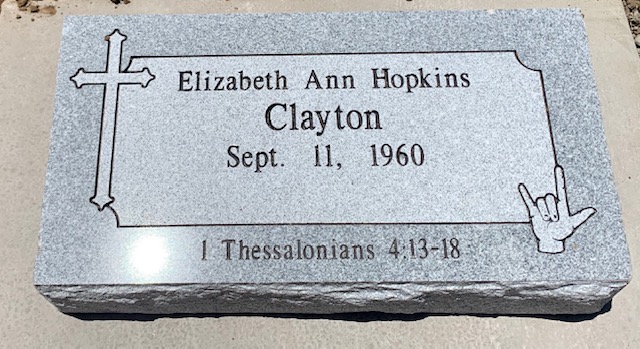 Elizabeth Ann Hopkins
Clayton
Sept. 11, 1960
1 Thessalonians 4:13-18